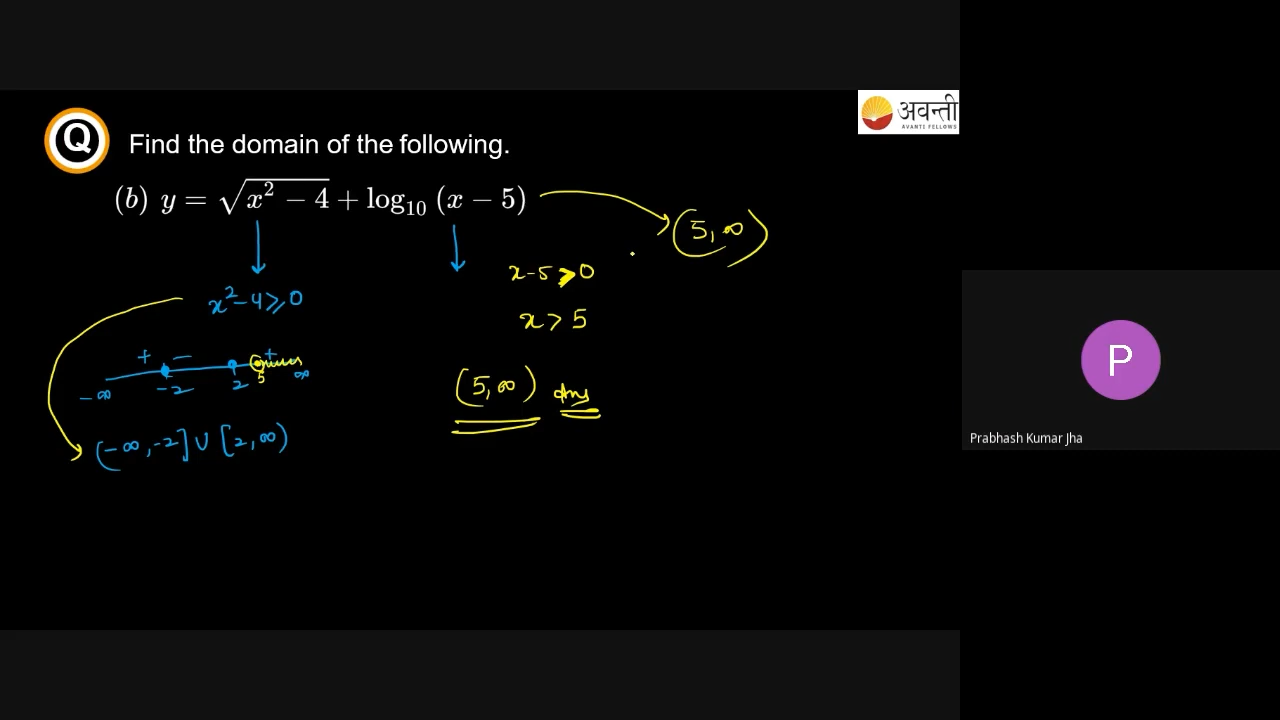 अवन्ती
AVANTI FELLOWS
Q Find the domain of the following.
(b) y = √(x² − 4) + log₁₀ (x − 5)
(5, ∞)
x-5 > 0
x² - 4 ≥ 0
x > 5
+ − +
-∞ -2 2 5 ∞
(5, ∞) Ans
(-∞, -2] ∪ [2, ∞)
P
Prabhash Kumar Jha